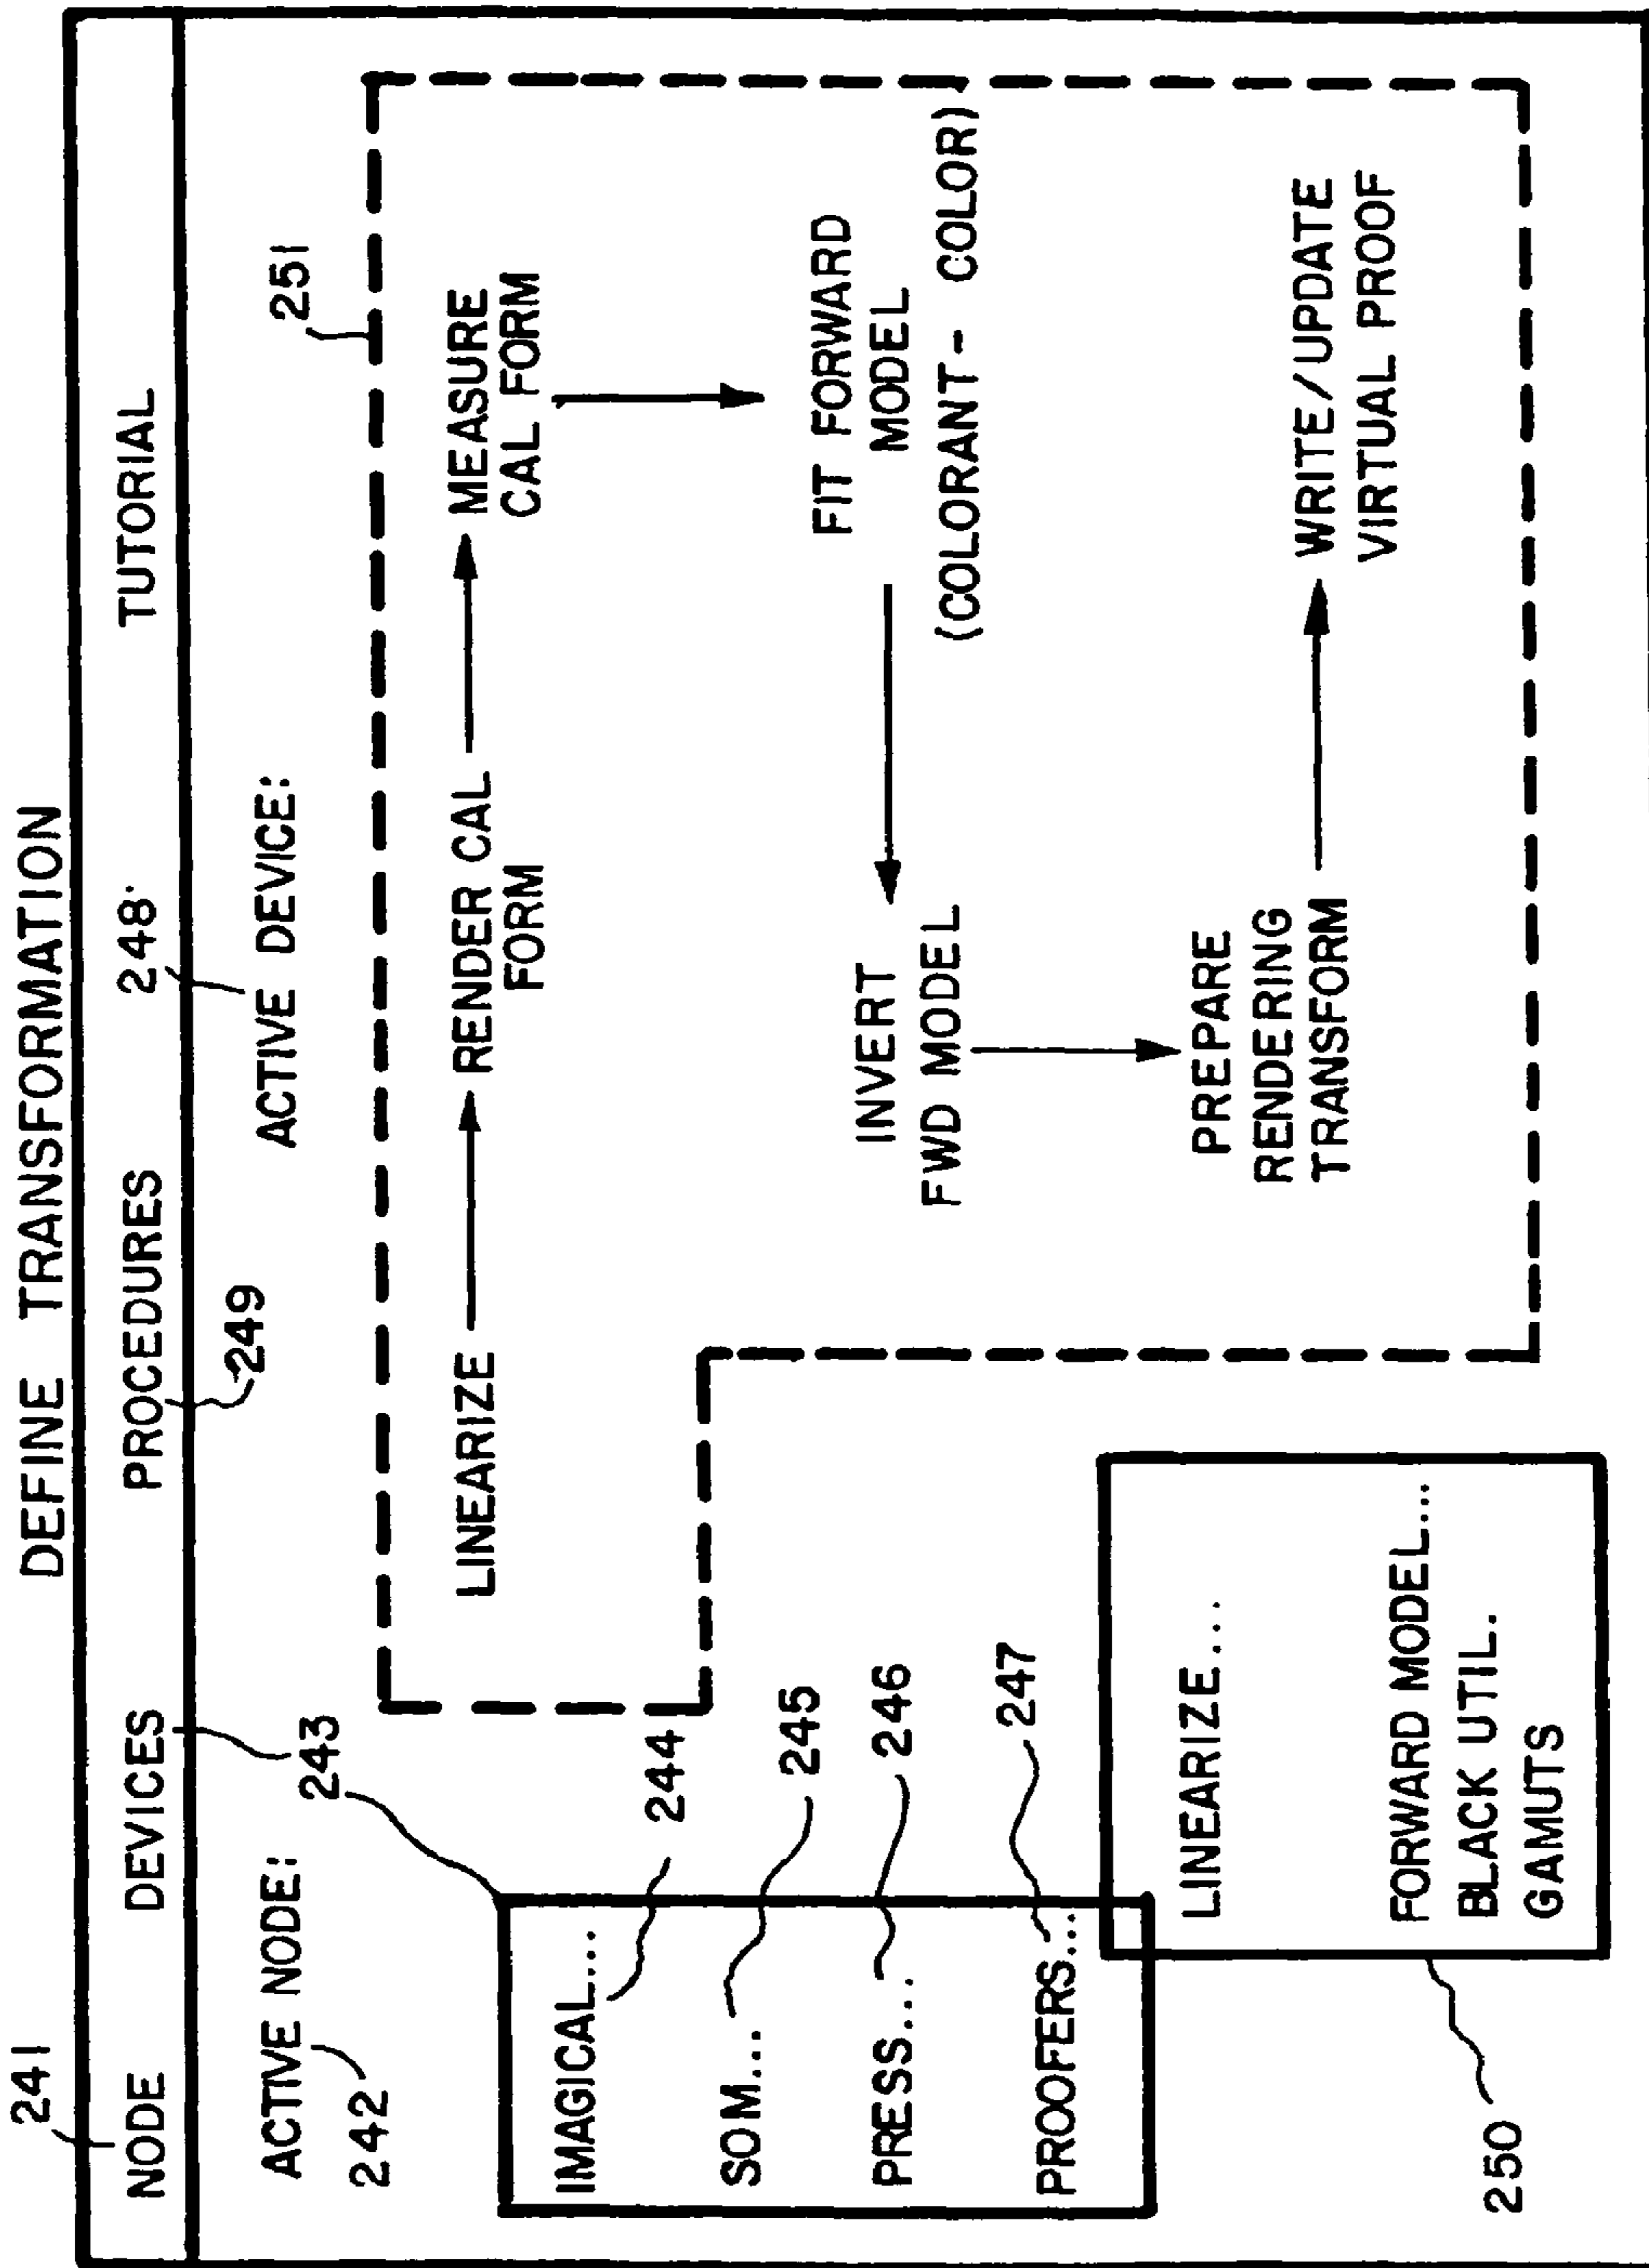 DEFINE TRANSFORMATION
241
NODE DEVICES PROCEDURES 248 TUTORIAL
249
ACTIVE NODE: ACTIVE DEVICE:
242
243
251
IMAGICAL...
244
SOM...
245
PRESS...
246
PROOFERS...
247
LINEARIZE
RENDER CAL
FORM
MEASURE
CAL FORM
FIT FORWARD
MODEL
(COLORANT - COLOR)
INVERT
FWD MODEL
PREPARE
RENDERING
TRANSFORM
WRITE/UPDATE
VIRTUAL PROOF
LINEARIZE...
FORWARD MODEL...
BLACK UTIL.
GAMUTS
250